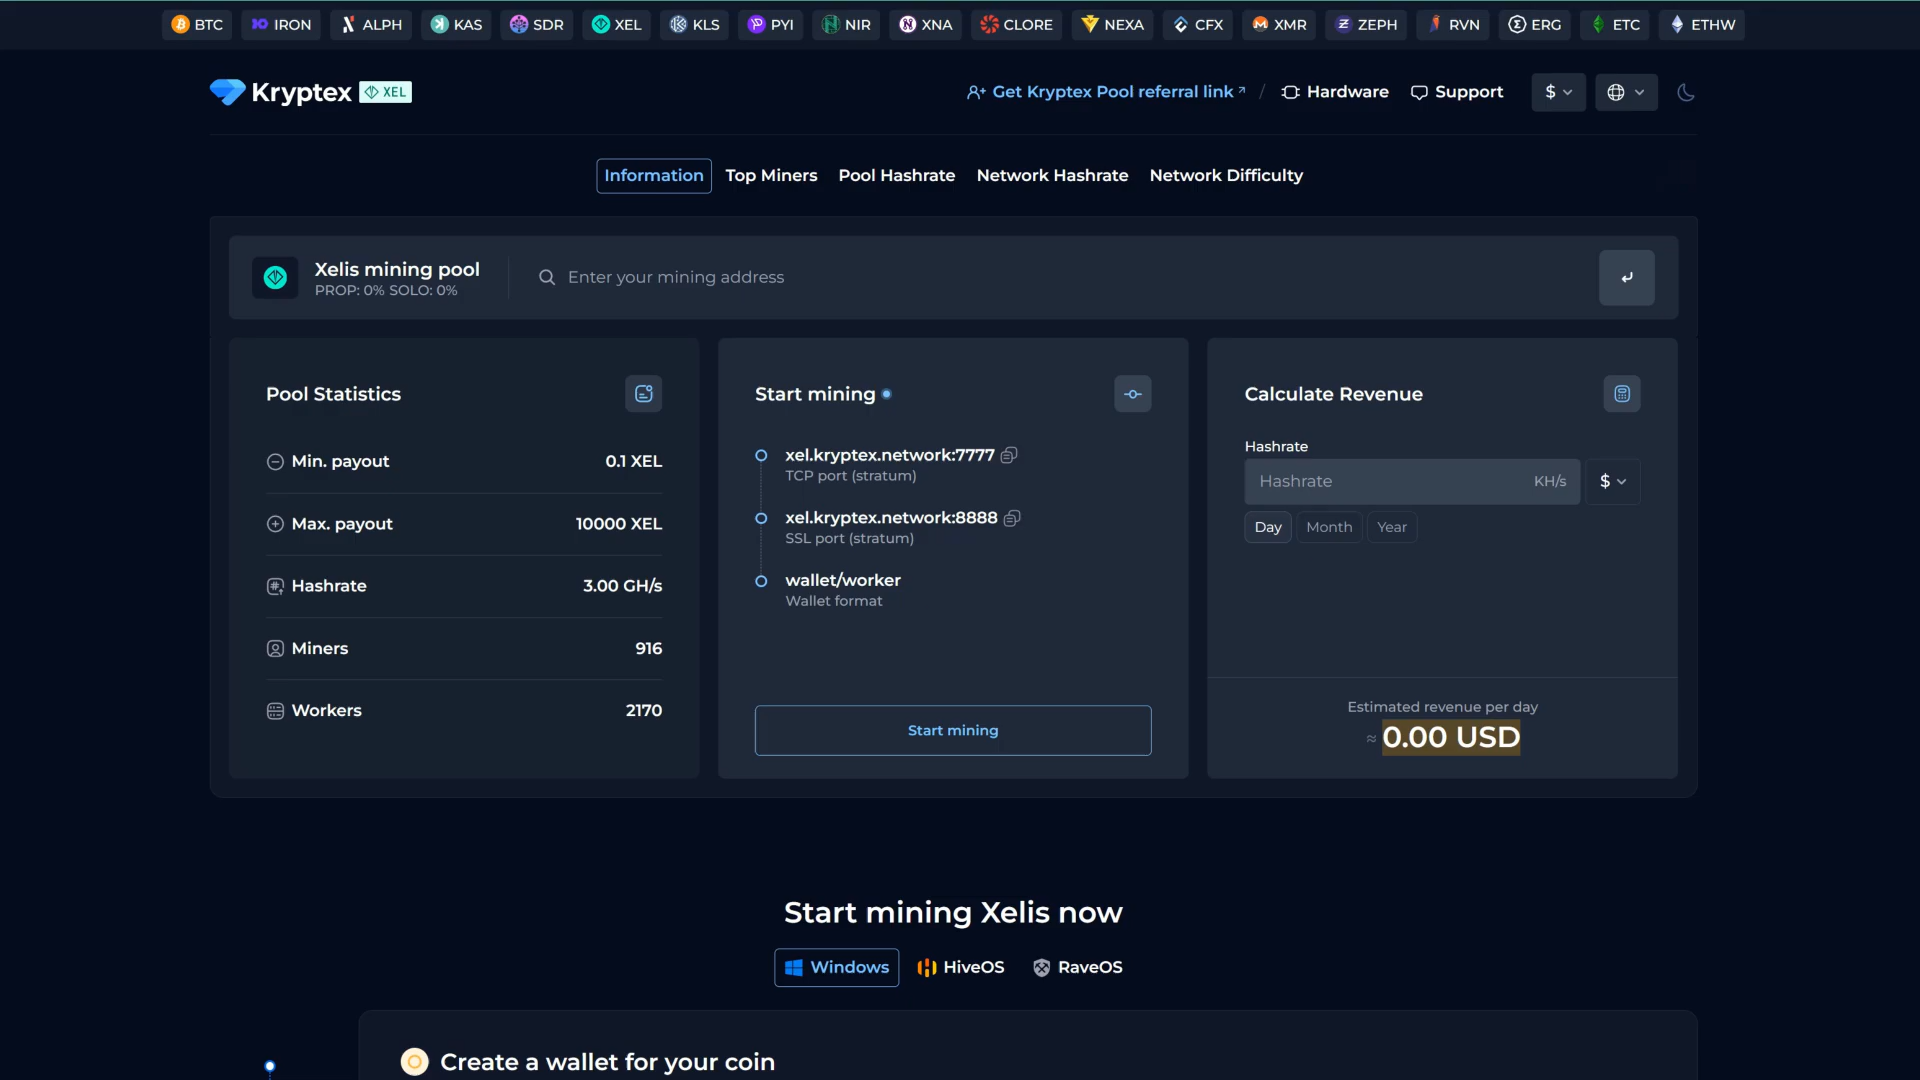 BTC IRON ALPH KAS SDR XEL KLS PYI NIR XNA CLORE NEXA CFX XMR ZEPH RVN ERG ETC ETHW
Kryptex XEL
Get Kryptex Pool referral link / Hardware Support $
Information Top Miners Pool Hashrate Network Hashrate Network Difficulty
Xelis mining pool
PROP: 0% SOLO: 0%
Enter your mining address
Pool Statistics
Min. payout 0.1 XEL
Max. payout 10000 XEL
Hashrate 3.00 GH/s
Miners 916
Workers 2170
Start mining
xel.kryptex.network:7777
TCP port (stratum)
xel.kryptex.network:8888
SSL port (stratum)
wallet/worker
Wallet format
Start mining
Calculate Revenue
Hashrate
Hashrate KH/s $
Day Month Year
Estimated revenue per day
≈ 0.00 USD
Start mining Xelis now
Windows HiveOS RaveOS
Create a wallet for your coin